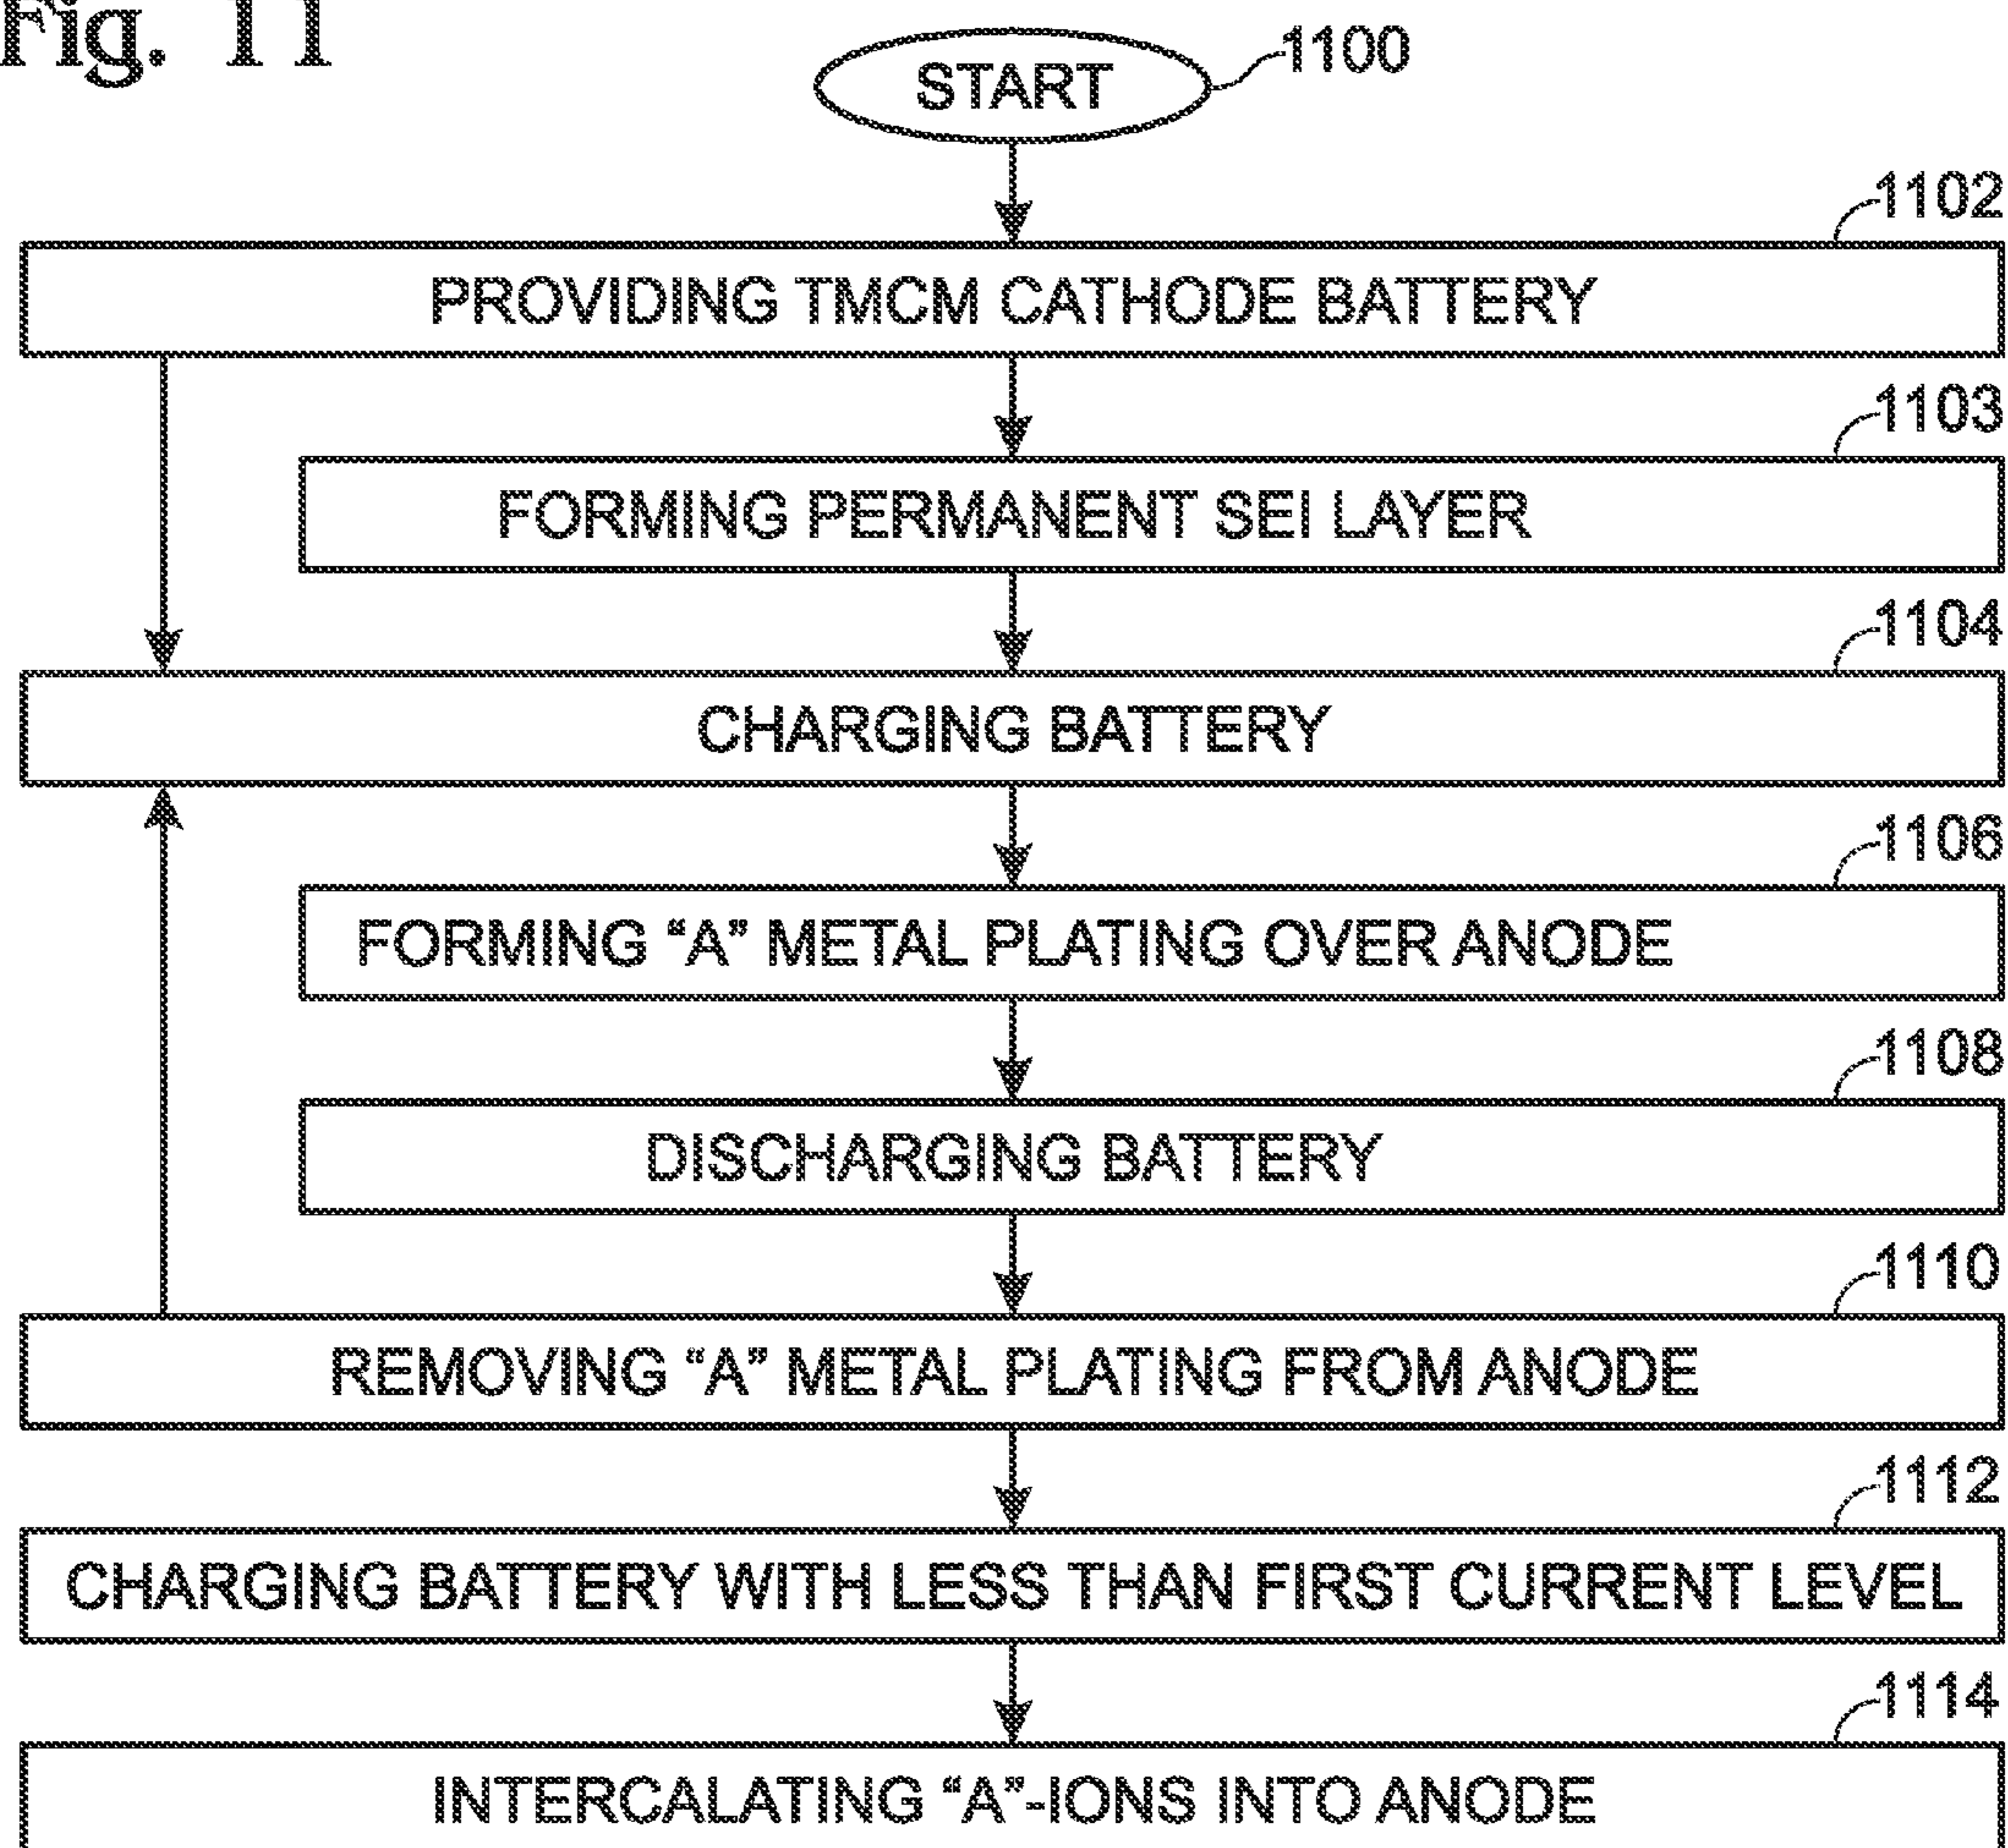 Fig. 11
START
1100
1102
PROVIDING TMCM CATHODE BATTERY
1103
FORMING PERMANENT SEI LAYER
1104
CHARGING BATTERY
1106
FORMING “A” METAL PLATING OVER ANODE
1108
DISCHARGING BATTERY
1110
REMOVING “A” METAL PLATING FROM ANODE
1112
CHARGING BATTERY WITH LESS THAN FIRST CURRENT LEVEL
1114
INTERCALATING “A”-IONS INTO ANODE